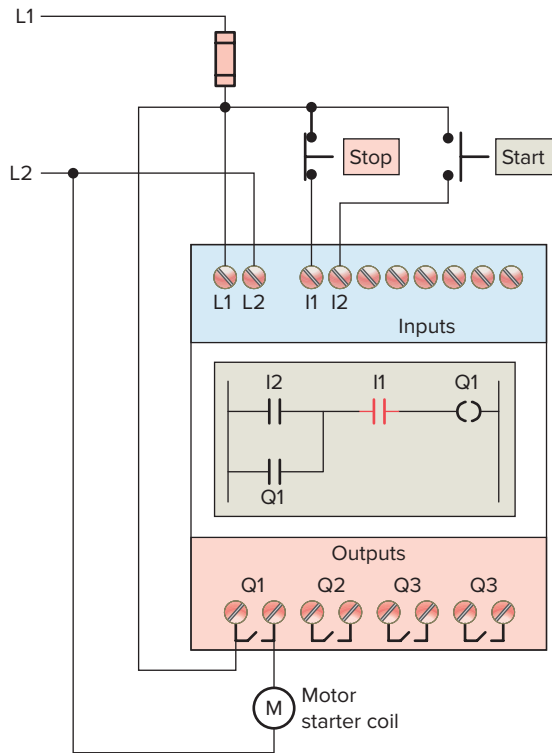 L1
Stop
Start
L2
L1 L2 I1 I2
Inputs
I2 I1 Q1
Q1
Outputs
Q1 Q2 Q3 Q3
M
Motor
starter coil